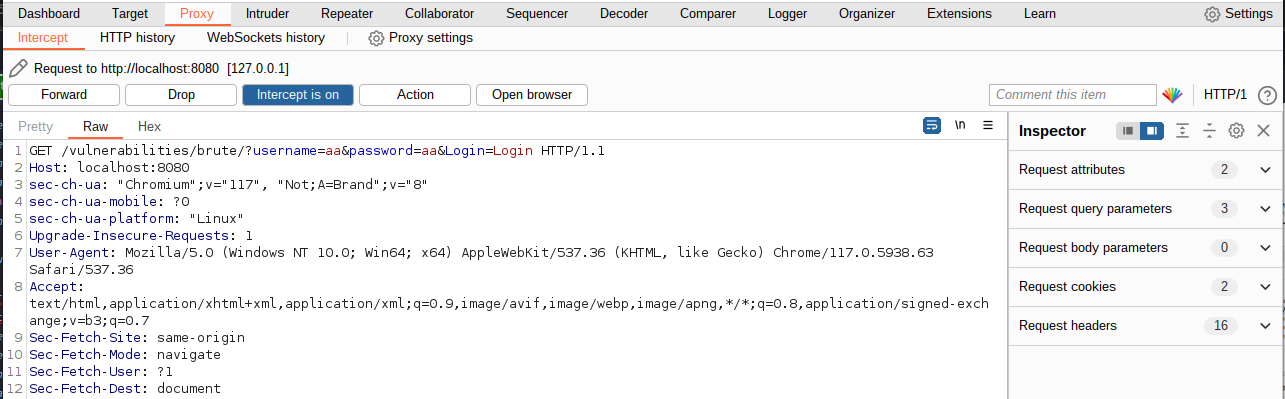 Dashboard Target Proxy Intruder Repeater Collaborator Sequencer Decoder Comparer Logger Organizer Extensions Learn Settings
Intercept HTTP history WebSockets history Proxy settings
Request to http://localhost:8080 [127.0.0.1]
Forward Drop Intercept is on Action Open browser Comment this item HTTP/1 ?
Pretty Raw Hex \n
Inspector
1 GET /vulnerabilities/brute/?username=aa&password=aa&Login=Login HTTP/1.1
2 Host: localhost:8080
3 sec-ch-ua: "Chromium";v="117", "Not;A=Brand";v="8"
4 sec-ch-ua-mobile: ?0
5 sec-ch-ua-platform: "Linux"
6 Upgrade-Insecure-Requests: 1
7 User-Agent: Mozilla/5.0 (Windows NT 10.0; Win64; x64) AppleWebKit/537.36 (KHTML, like Gecko) Chrome/117.0.5938.63
Safari/537.36
8 Accept:
text/html,application/xhtml+xml,application/xml;q=0.9,image/avif,image/webp,image/apng,*/*;q=0.8,application/signed-exch
ange;v=b3;q=0.7
9 Sec-Fetch-Site: same-origin
10 Sec-Fetch-Mode: navigate
11 Sec-Fetch-User: ?1
12 Sec-Fetch-Dest: document
Request attributes 2
Request query parameters 3
Request body parameters 0
Request cookies 2
Request headers 16